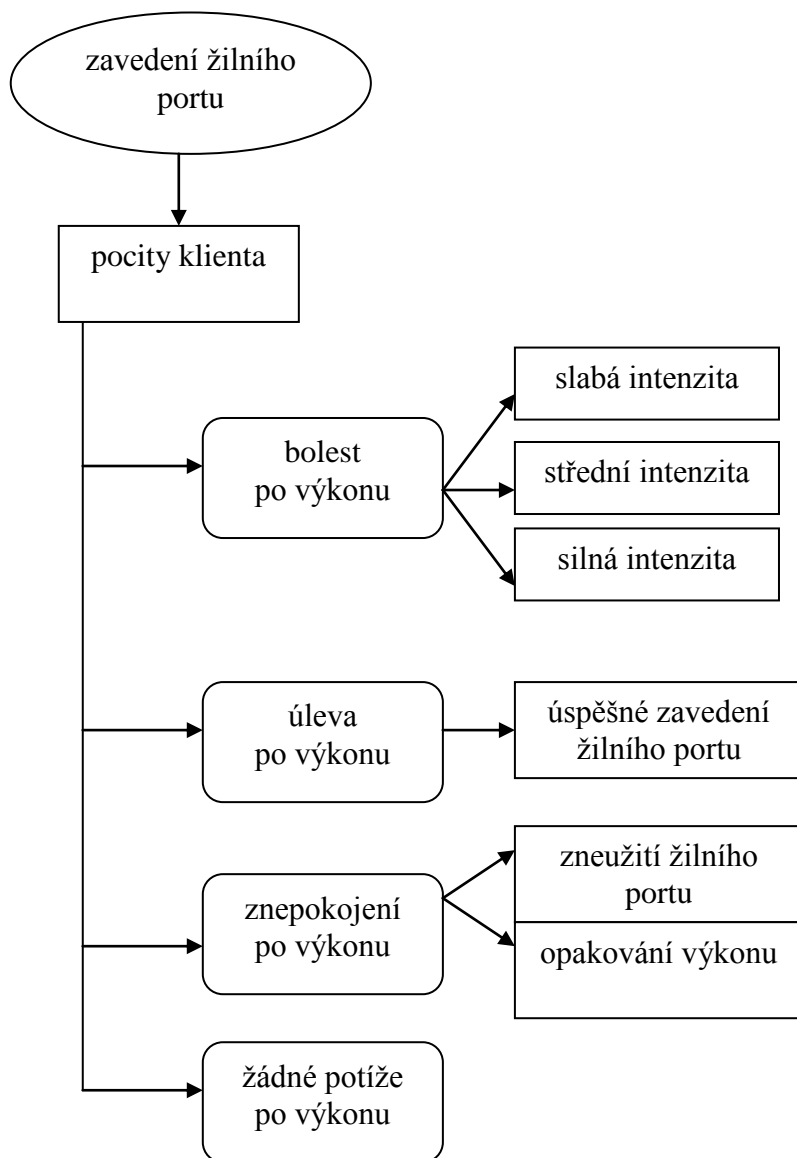 zavedení žilního
portu
pocity klienta
bolest
po výkonu
slabá intenzita
střední intenzita
silná intenzita
úleva
po výkonu
úspěšné zavedení
žilního portu
znepokojení
po výkonu
zneužití žilního
portu
opakování výkonu
žádné potíže
po výkonu